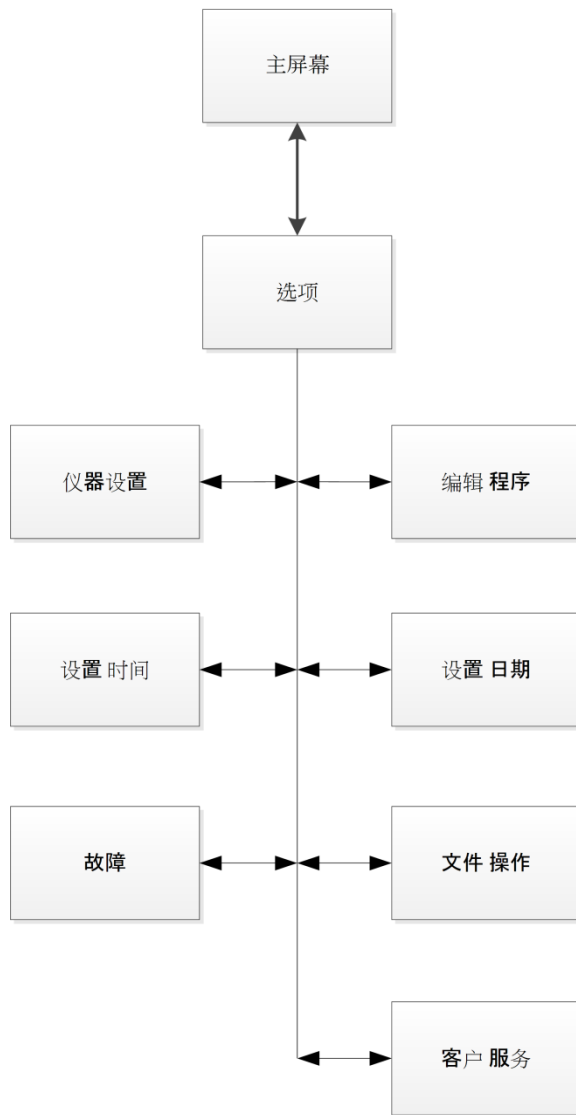 主屏幕
选项
仪器设置
编辑 程序
设置 时间
设置 日期
故障
文件 操作
客户 服务